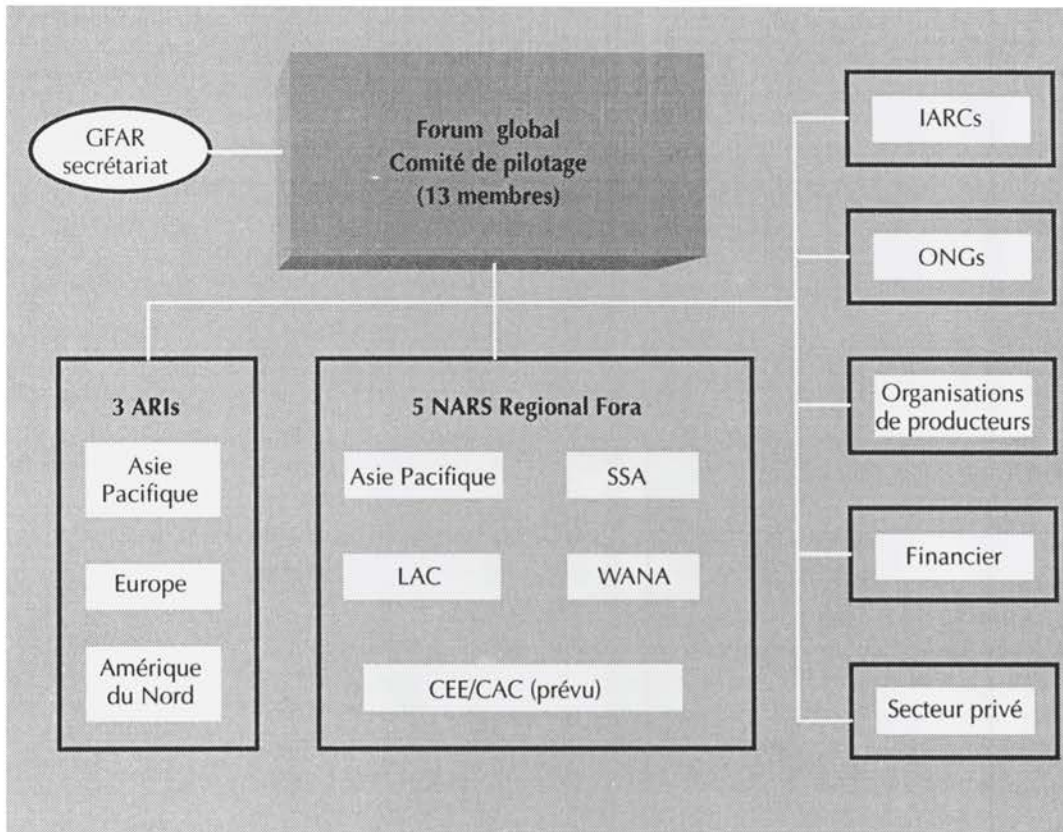 GFAR
secrétariat
Forum global
Comité de pilotage
(13 membres)
IARCs
ONGs
Organisations
de producteurs
Financier
Secteur privé
3 ARIs
Asie
Pacifique
Europe
Amérique
du Nord
5 NARS Regional Fora
Asie Pacifique
SSA
LAC
WANA
CEE/CAC (prévu)